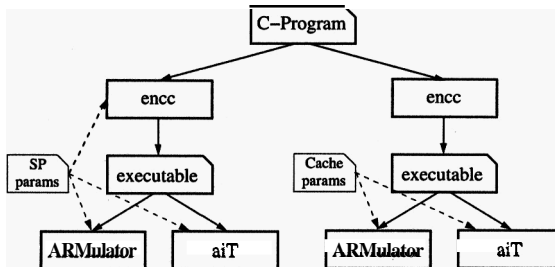 C-Program
encc
encc
SP
params
executable
Cache
params
executable
ARMulator
aiT
ARMulator
aiT